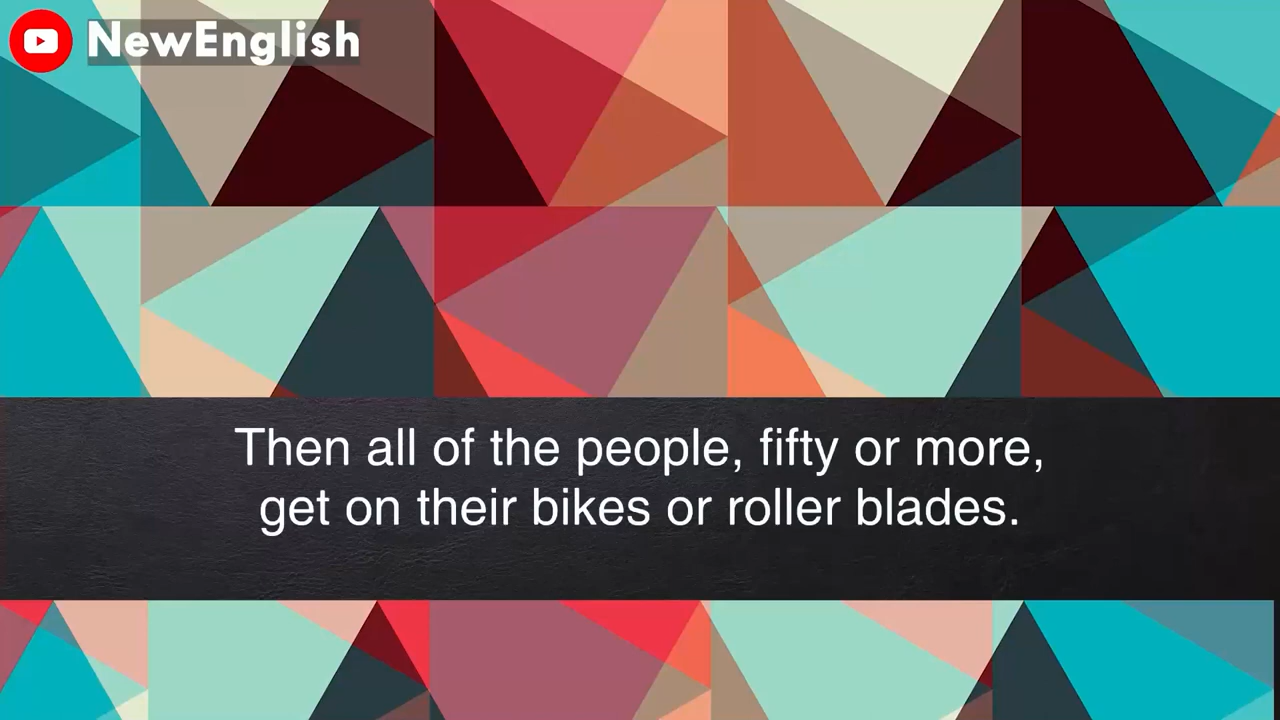 NewEnglish
Then all of the people, fifty or more,
get on their bikes or roller blades.